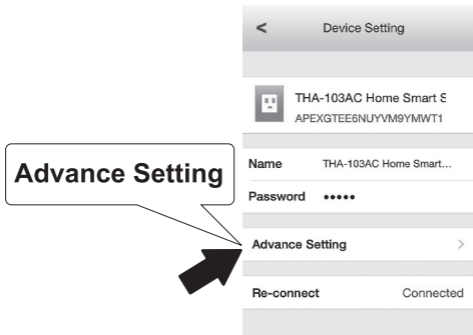 < Device Setting
THA-103AC Home Smart S
APEXGTEE6NUYVM9YMWT1
Name THA-103AC Home Smart...
Password •••••
Advance Setting
Advance Setting >
Re-connect Connected